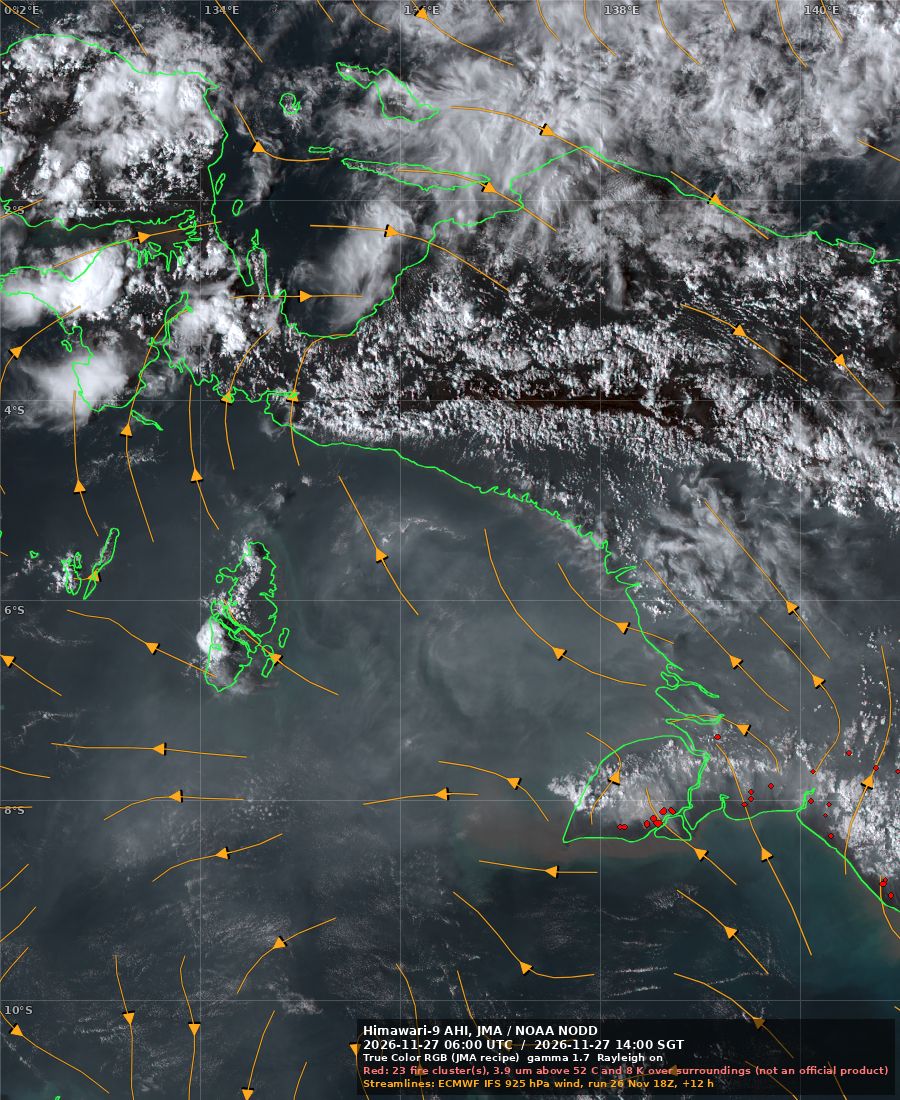 134°E
138°E
140°E
2°S
4°S
6°S
8°S
10°S
Himawari-9 AHI, JMA / NOAA NODD
2026-11-27 06:00 UTC / 2026-11-27 14:00 SGT
True Color RGB (JMA recipe) gamma 1.7 Rayleigh on
Red: 23 fire cluster(s), 3.9 um above 52 C and 8 K over surroundings (not an official product)
Streamlines: ECMWF IFS 925 hPa wind, run 26 Nov 18Z, +12 h